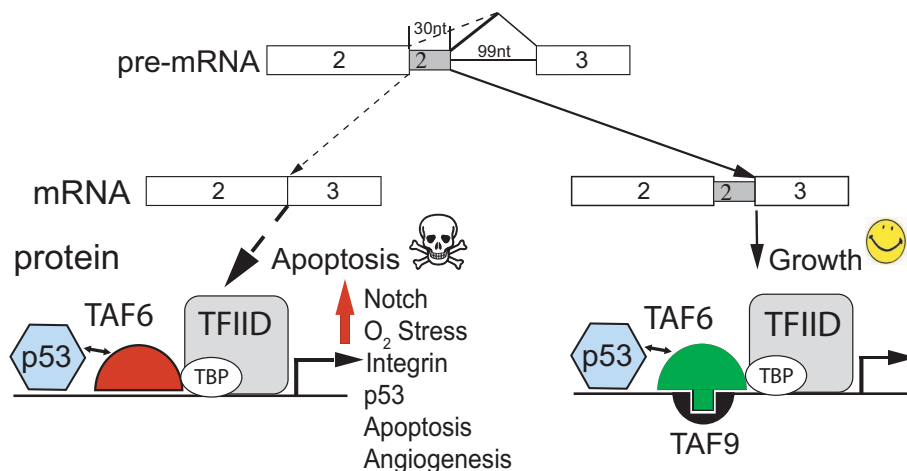 30nt
99nt
pre-mRNA 2 2 3
mRNA 2 3
2 2 3
protein
Apoptosis
Growth
TAF6
TFIID
p53
TBP
Notch
O₂ Stress
Integrin
p53
Apoptosis
Angiogenesis
TAF6
TFIID
p53
TBP
TAF9